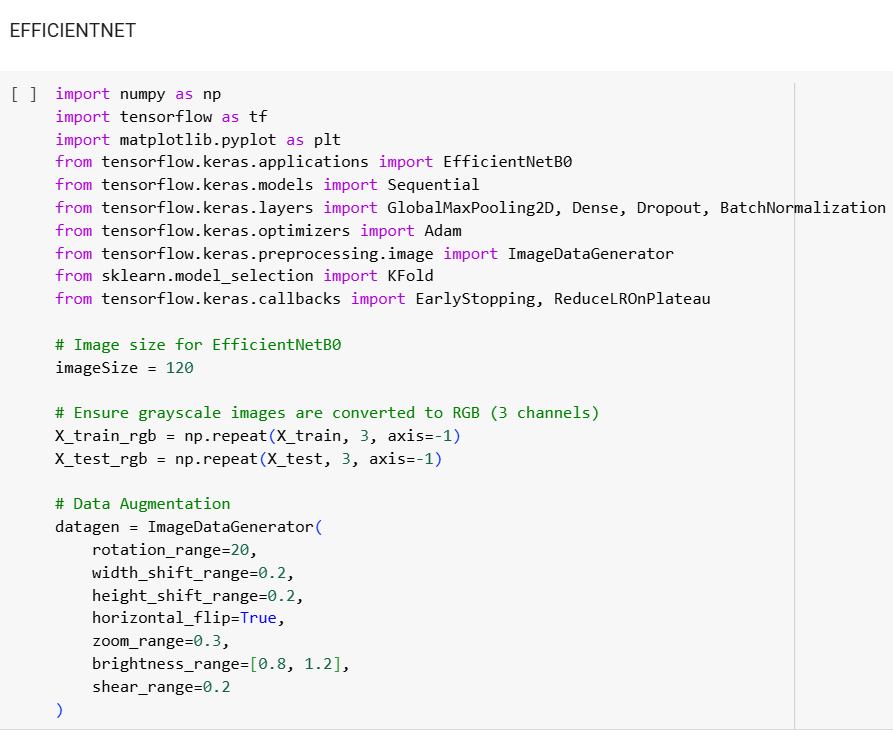 EFFICIENTNET
[ ] import numpy as np
import tensorflow as tf
import matplotlib.pyplot as plt
from tensorflow.keras.applications import EfficientNetB0
from tensorflow.keras.models import Sequential
from tensorflow.keras.layers import GlobalMaxPooling2D, Dense, Dropout, BatchNormalization
from tensorflow.keras.optimizers import Adam
from tensorflow.keras.preprocessing.image import ImageDataGenerator
from sklearn.model_selection import KFold
from tensorflow.keras.callbacks import EarlyStopping, ReduceLROnPlateau

# Image size for EfficientNetB0
imageSize = 120

# Ensure grayscale images are converted to RGB (3 channels)
X_train_rgb = np.repeat(X_train, 3, axis=-1)
X_test_rgb = np.repeat(X_test, 3, axis=-1)

# Data Augmentation
datagen = ImageDataGenerator(
    rotation_range=20,
    width_shift_range=0.2,
    height_shift_range=0.2,
    horizontal_flip=True,
    zoom_range=0.3,
    brightness_range=[0.8, 1.2],
    shear_range=0.2
)